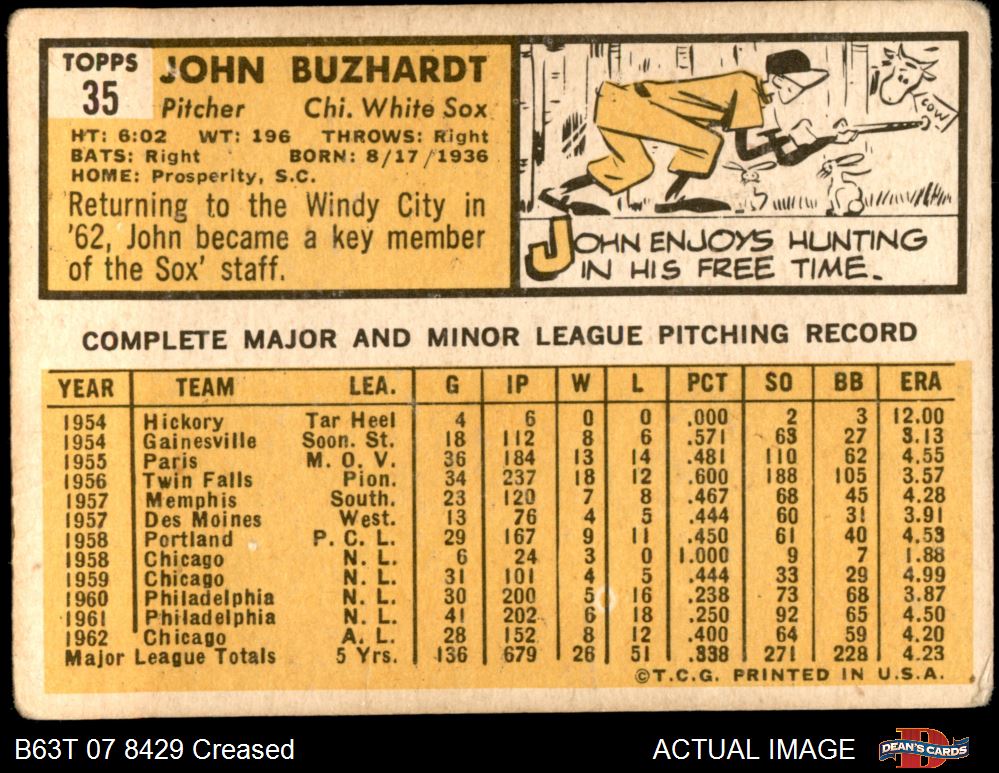 TOPPS
35
JOHN BUZHARDT
Pitcher Chi. White Sox
HT: 6:02 WT: 196 THROWS: Right
BATS: Right BORN: 8/17/1936
HOME: Prosperity, S.C.
Returning to the Windy City in
'62, John became a key member
of the Sox' staff.
COW
JOHN ENJOYS HUNTING
IN HIS FREE TIME.
COMPLETE MAJOR AND MINOR LEAGUE PITCHING RECORD
YEAR TEAM LEA. G IP W L PCT SO BB ERA
1954 Hickory Tar Heel 4 6 0 0 .000 2 3 12.00
1954 Gainesville Soon. St. 18 112 8 6 .571 63 27 3.13
1955 Paris M. O. V. 36 184 13 14 .481 110 62 4.55
1956 Twin Falls Pion. 34 237 18 12 .600 188 105 3.57
1957 Memphis South. 23 120 7 8 .467 68 45 4.28
1957 Des Moines West. 13 76 4 5 .444 60 31 3.91
1958 Portland P. C. L. 29 167 9 11 .450 61 40 4.53
1958 Chicago N. L. 6 24 3 0 1.000 9 7 1.88
1959 Chicago N. L. 31 101 4 5 .444 33 29 4.99
1960 Philadelphia N. L. 30 200 5 16 .238 73 68 3.87
1961 Philadelphia N. L. 41 202 6 18 .250 92 65 4.50
1962 Chicago A. L. 28 152 8 12 .400 64 59 4.20
Major League Totals 5 Yrs. 136 679 26 51 .338 271 228 4.23
©T.C.G. PRINTED IN U.S.A.
B63T 07 8429 Creased
ACTUAL IMAGE
D
DEAN'S CARDS